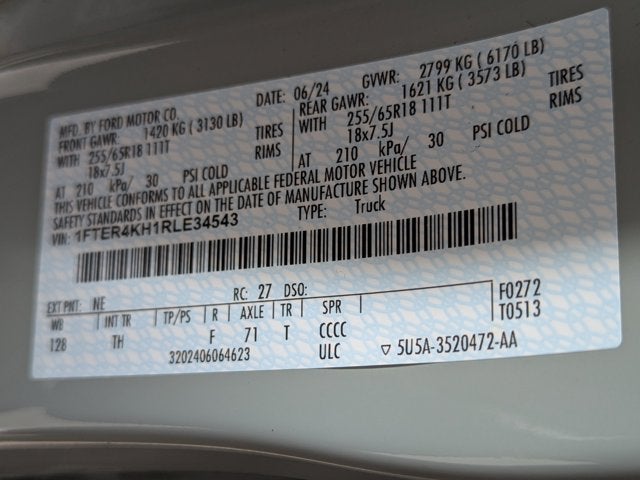 MFD. BY FORD MOTOR CO.
DATE: 06/24 GVWR: 2799 KG ( 6170 LB)
FRONT GAWR: 1420 KG ( 3130 LB)
REAR GAWR: 1621 KG ( 3573 LB)
WITH 255/65R18 111T TIRES
18x7.5J RIMS
AT 210 kPa/ 30 PSI COLD
WITH 255/65R18 111T TIRES
18x7.5J RIMS
AT 210 kPa/ 30 PSI COLD
THIS VEHICLE CONFORMS TO ALL APPLICABLE FEDERAL MOTOR VEHICLE
SAFETY STANDARDS IN EFFECT ON THE DATE OF MANUFACTURE SHOWN ABOVE.
VIN: 1FTER4KH1RLE34543 TYPE: Truck
EXT PNT: NE RC: 27 DSO: F0272
T0513
WB INT TR TP/PS R AXLE TR SPR
128 TH F 71 T CCCC
3202406064623 ULC ▽ 5U5A-3520472-AA